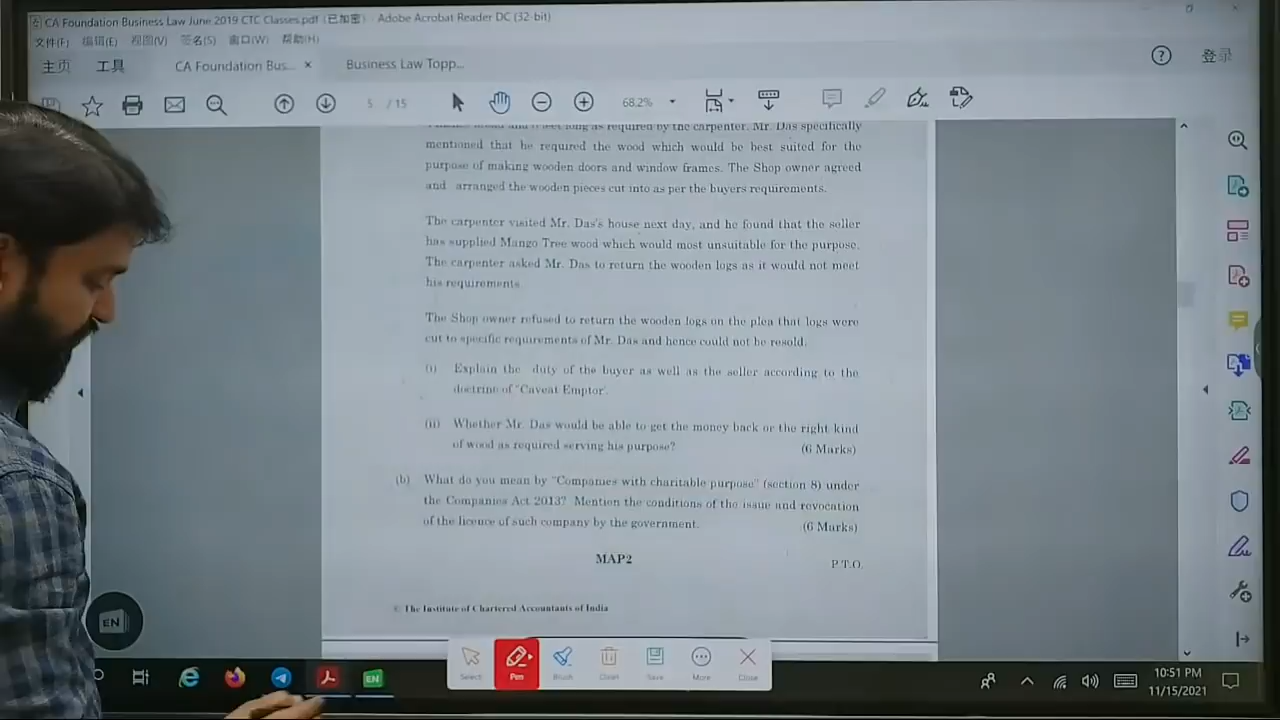 CA Foundation Business Law June 2019 CTC Classes.pdf (已加密) - Adobe Acrobat Reader DC (32-bit)
文件(F) 编辑(E) 视图(V) 签名(S) 窗口(W) 帮助(H)
主页 工具 CA Foundation Bus... × Business Law Topp... ? 登录
5 / 15 68.2%
long as required by the carpenter. Mr. Das specifically
mentioned that he required the wood which would be best suited for the
purpose of making wooden doors and window frames. The Shop owner agreed
and arranged the wooden pieces cut into as per the buyers requirements.
The carpenter visited Mr. Das's house next day, and he found that the seller
has supplied Mango Tree wood which would most unsuitable for the purpose.
The carpenter asked Mr. Das to return the wooden logs as it would not meet
his requirements.
The Shop owner refused to return the wooden logs on the plea that logs were
cut to specific requirements of Mr. Das and hence could not be resold.
(i) Explain the duty of the buyer as well as the seller according to the
doctrine of "Caveat Emptor'.
(ii) Whether Mr. Das would be able to get the money back or the right kind
of wood as required serving his purpose? (6 Marks)
(b) What do you mean by "Companies with charitable purpose" (section 8) under
the Companies Act 2013? Mention the conditions of the issue and revocation
of the licence of such company by the government. (6 Marks)
MAP2
P.T.O.
© The Institute of Chartered Accountants of India
EN
Select Pen Brush Clean Save More Close
EN
10:51 PM
11/15/2021